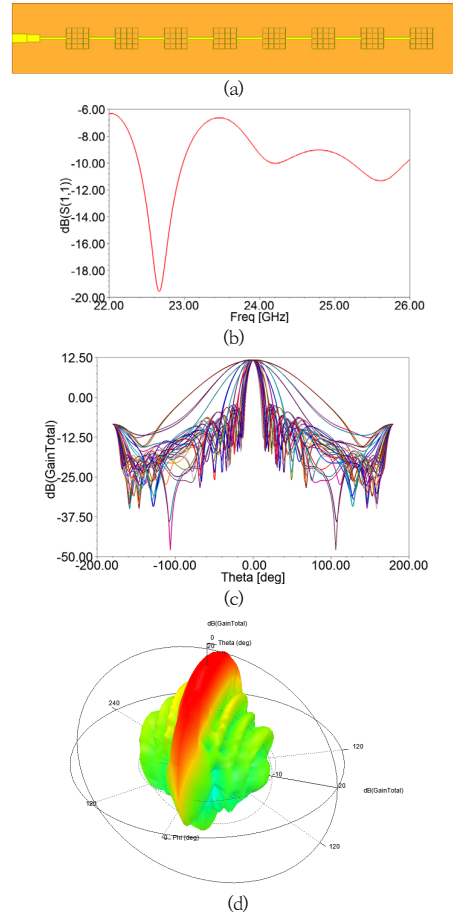 (a)
-6.00
-8.00
-10.00
-12.00
-14.00
-16.00
-18.00
-20.00
dB(S(1,1))
22.00 23.00 24.00 25.00 26.00
Freq [GHz]
(b)
12.50
0.00
-12.50
-25.00
-37.50
-50.00
dB(GainTotal)
-200.00 -100.00 0.00 100.00 200.00
Theta [deg]
(c)
dB(GainTotal)
0
20
Theta (deg)
240
120
-10
-20
dB(GainTotal)
120
0
Phi (deg)
120
(d)